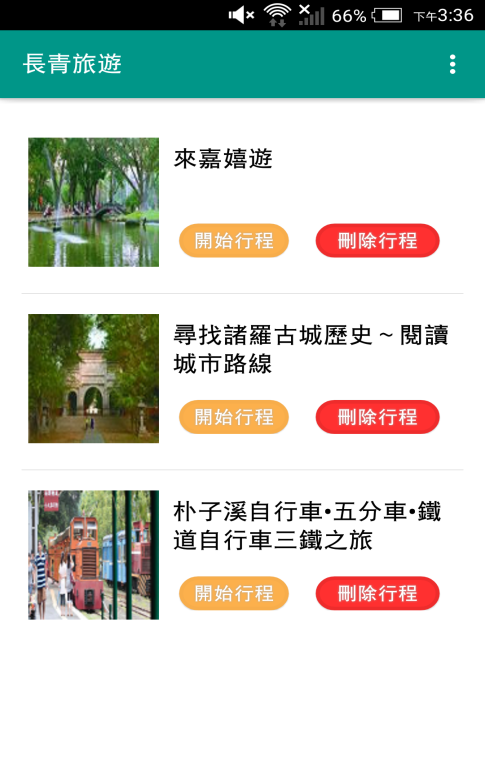 66% 下午3:36
長青旅遊
來嘉嬉遊
開始行程 刪除行程
尋找諸羅古城歷史~閱讀
城市路線
開始行程 刪除行程
朴子溪自行車•五分車•鐵
道自行車三鐵之旅
開始行程 刪除行程